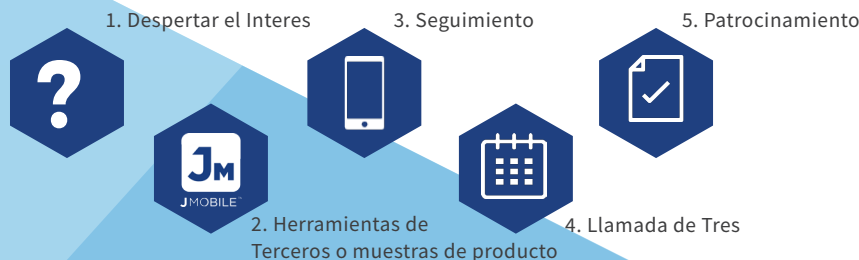 1. Despertar el Interes
3. Seguimiento
5. Patrocinamiento
?
JM
JMOBILE™
2. Herramientas de
Terceros o muestras de producto
4. Llamada de Tres